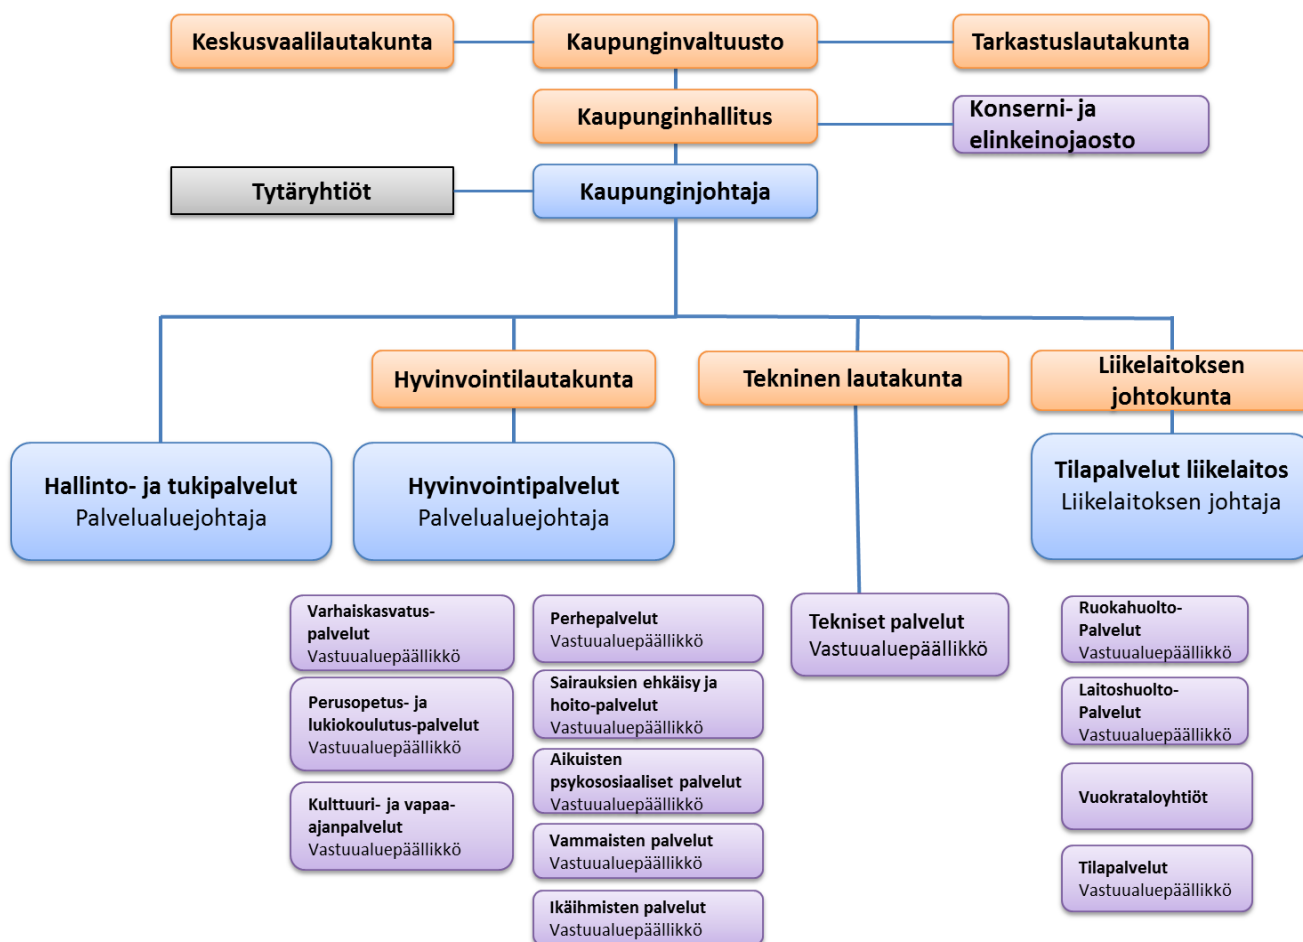 Keskusvaalilautakunta
Kaupunginvaltuusto
Tarkastuslautakunta
Kaupunginhallitus
Konserni- ja
elinkeinojaosto
Tytäryhtiöt
Kaupunginjohtaja
Hyvinvointilautakunta
Tekninen lautakunta
Liikelaitoksen
johtokunta
Hallinto- ja tukipalvelut
Palvelualuejohtaja
Hyvinvointipalvelut
Palvelualuejohtaja
Tilapalvelut liikelaitos
Liikelaitoksen johtaja
Varhaiskasvatus-
palvelut
Vastuualuepäällikkö
Perusopetus- ja
lukiokoulutus-palvelut
Vastuualuepäällikkö
Kulttuuri- ja vapaa-
ajanpalvelut
Vastuualuepäällikkö
Perhepalvelut
Vastuualuepäällikkö
Sairauksien ehkäisy ja
hoito-palvelut
Vastuualuepäällikkö
Aikuisten
psykososiaaliset palvelut
Vastuualuepäällikkö
Vammaisten palvelut
Vastuualuepäällikkö
Ikäihmisten palvelut
Vastuualuepäällikkö
Tekniset palvelut
Vastuualuepäällikkö
Ruokahuolto-
Palvelut
Vastuualuepäällikkö
Laitoshuolto-
Palvelut
Vastuualuepäällikkö
Vuokrataloyhtiöt
Tilapalvelut
Vastuualuepäällikkö